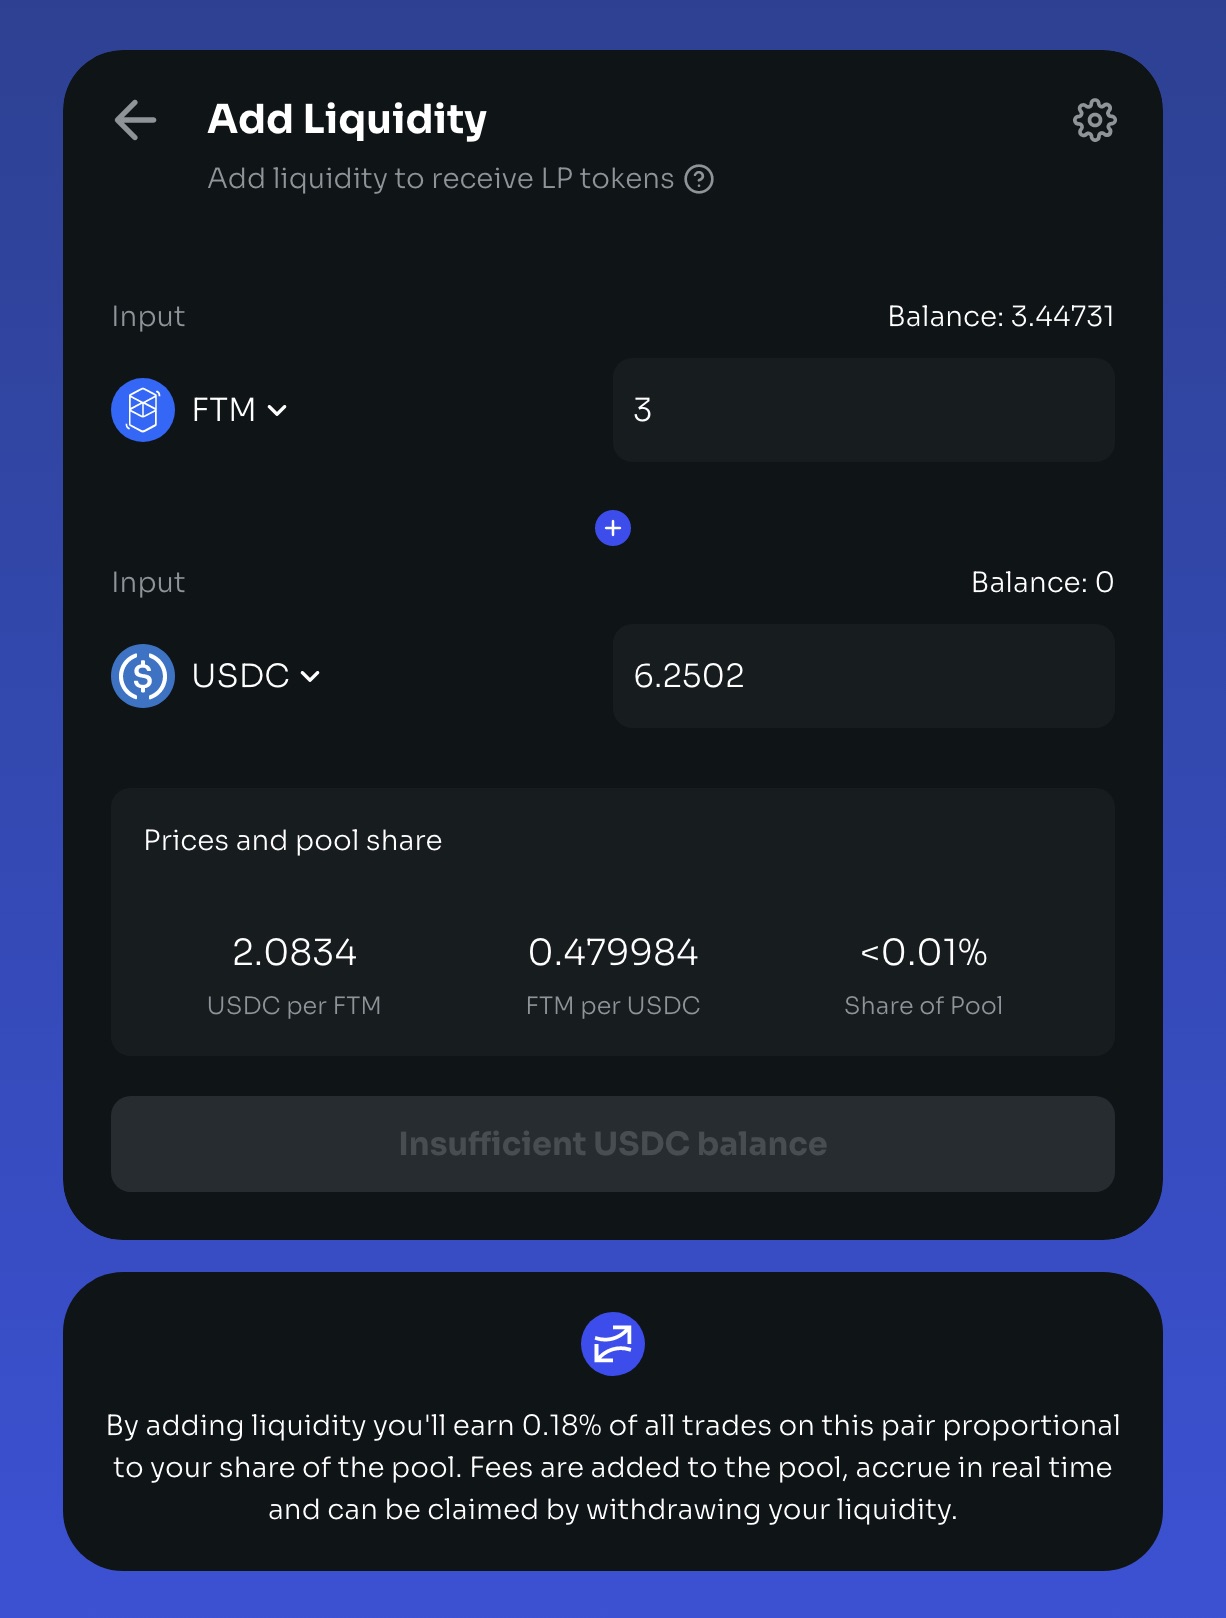 Add Liquidity
Add liquidity to receive LP tokens ?
Input
Balance: 3.44731
FTM
3
Input
Balance: 0
USDC
6.2502
Prices and pool share
2.0834
0.479984
<0.01%
USDC per FTM
FTM per USDC
Share of Pool
Insufficient USDC balance
By adding liquidity you'll earn 0.18% of all trades on this pair proportional
to your share of the pool. Fees are added to the pool, accrue in real time
and can be claimed by withdrawing your liquidity.